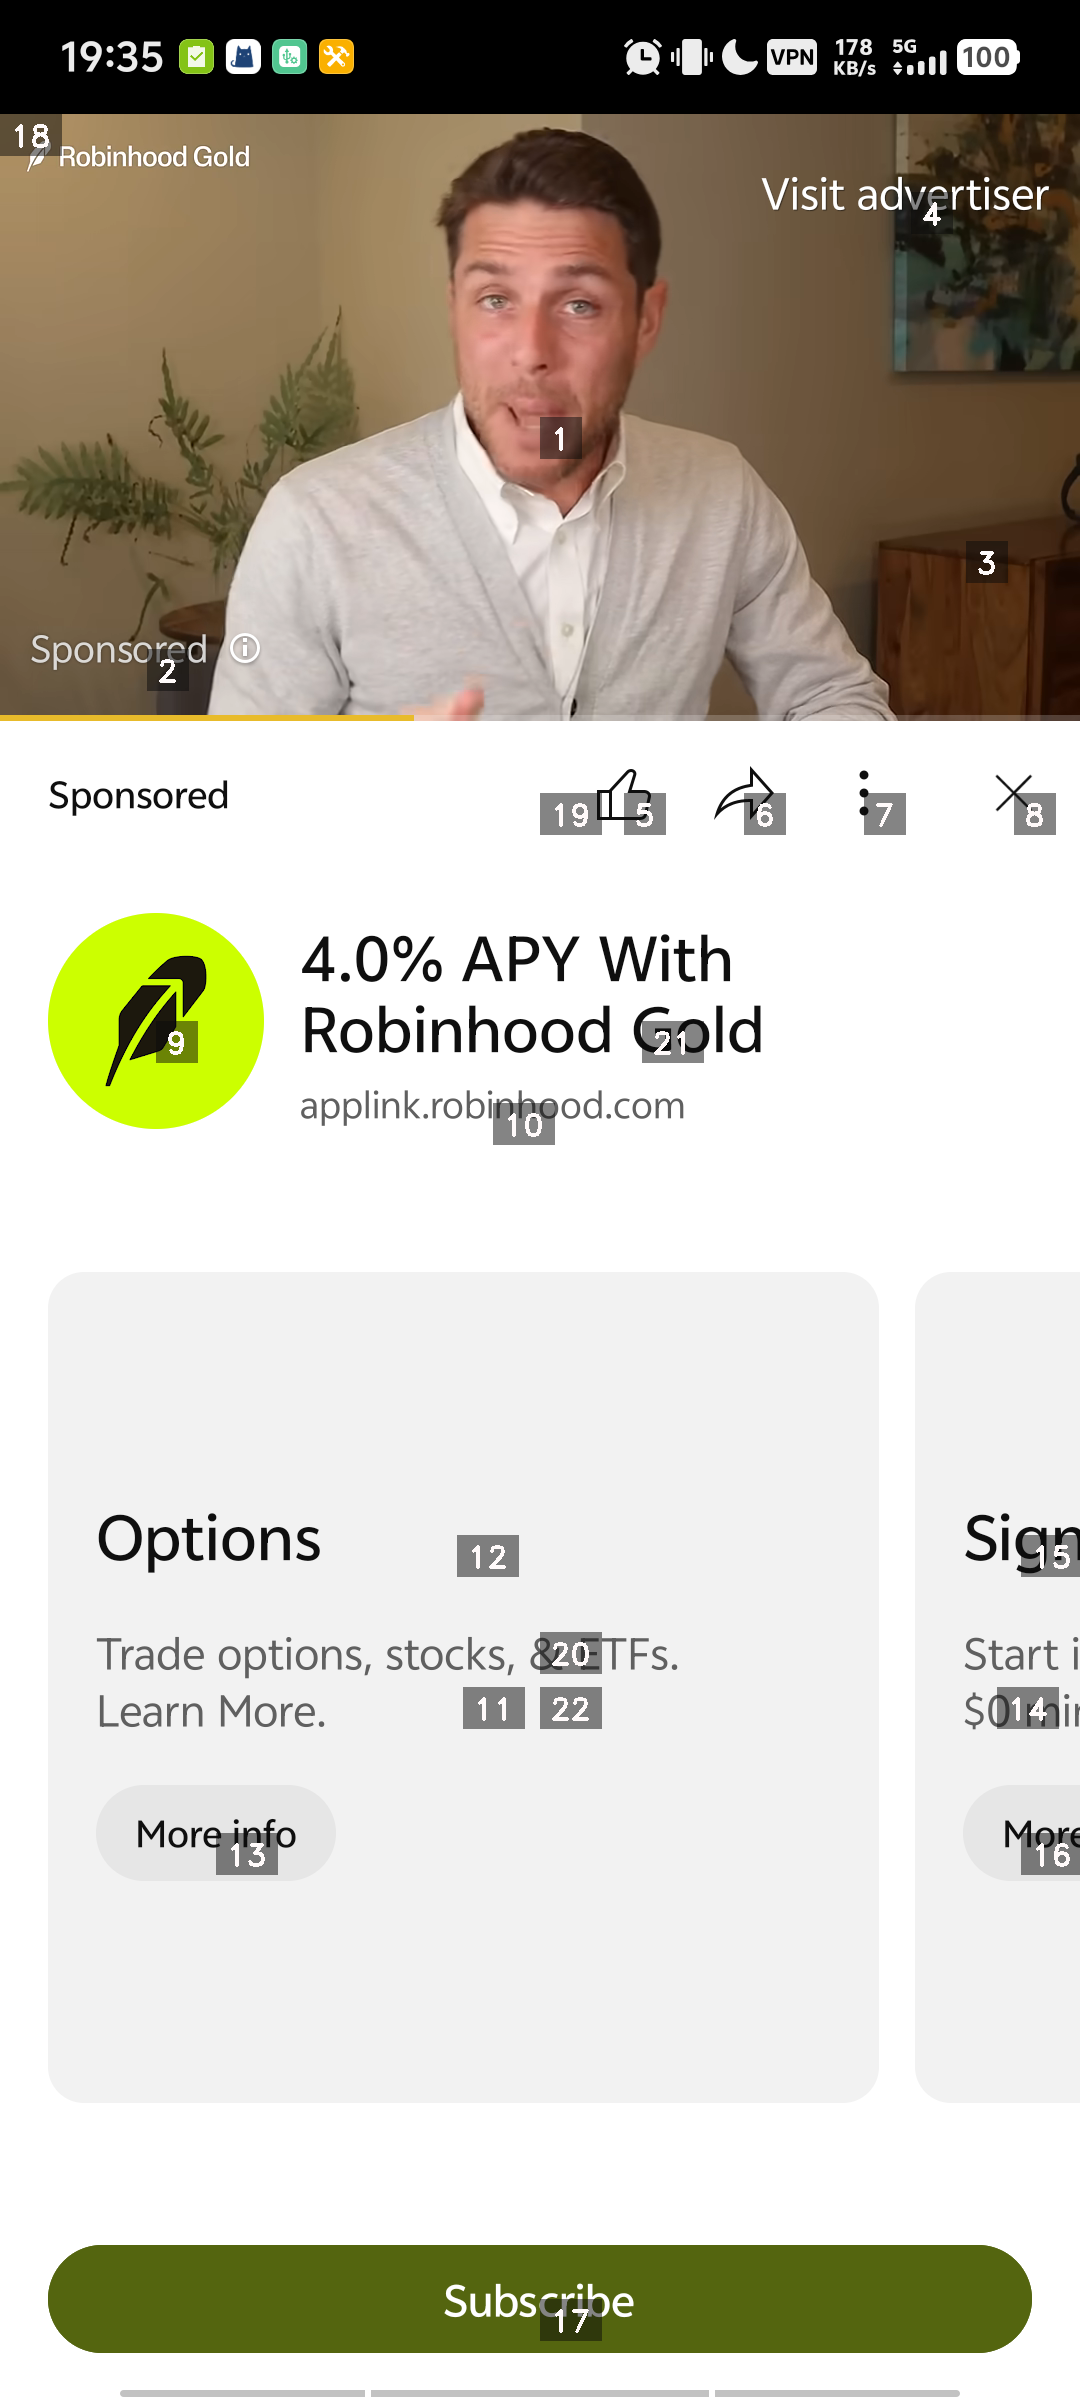 19:35
VPN
178 KB/s
5G
100
18
Robinhood Gold
Visit advertiser
4
1
3
Sponsored
2
Sponsored
19
5
6
7
8
9
4.0% APY With
Robinhood Gold
21
applink.robinhood.com
10
Options
12
Trade options, stocks, & ETFs.
20
Learn More.
11
22
More info
13
Sign
15
Start i
$0 min
14
More
16
Subscribe
17